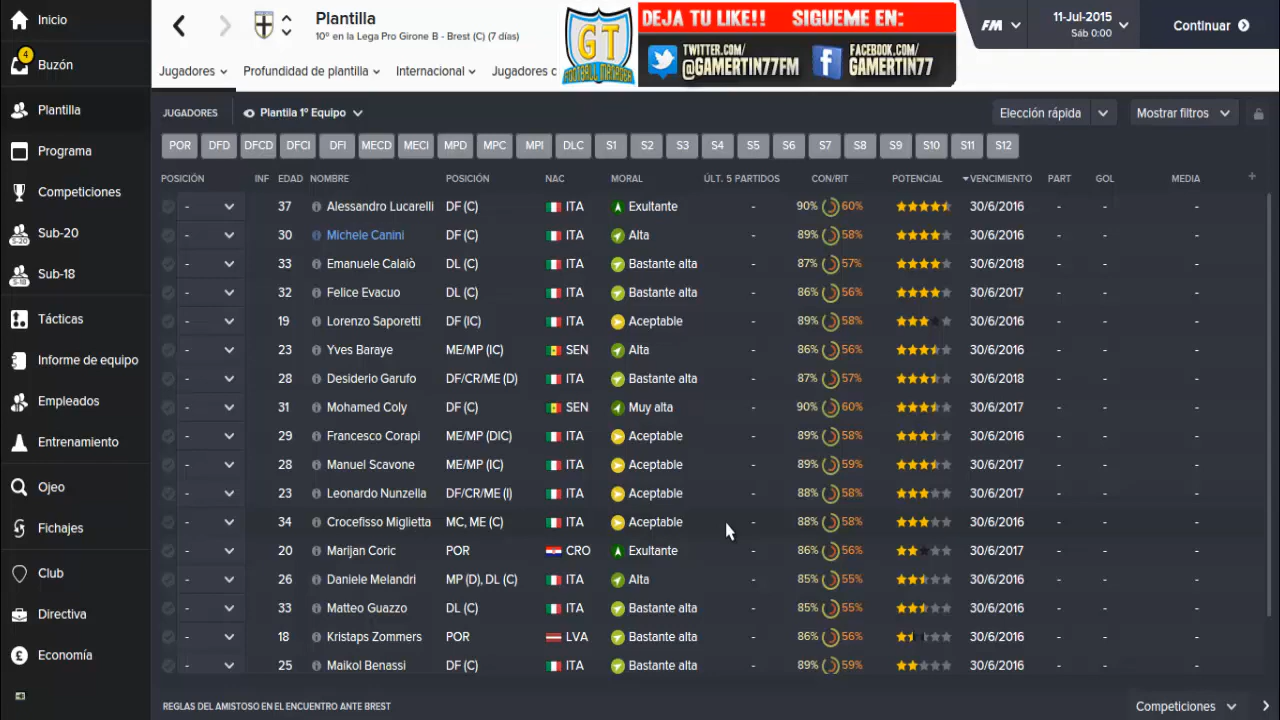 Inicio
4
Buzón
Plantilla
Programa
Competiciones
S-20
Sub-20
S-18
Sub-18
Tácticas
Informe de equipo
Empleados
Entrenamiento
Ojeo
Fichajes
Club
Directiva
Economía
Plantilla
10º en la Lega Pro Girone B - Brest (C) (7 días)
GT
FOOTBALL MANAGER
DEJA TU LIKE!! SIGUEME EN:
TWITTER.COM/
@GAMERTIN77FM
FACEBOOK.COM/
GAMERTIN77
FM
11-Jul-2015
Sáb 0:00
Continuar
Jugadores
Profundidad de plantilla
Internacional
Jugadores c
JUGADORES
Plantila 1º Equipo
Elección rápida
Mostrar filtros
POR DFD DFCD DFCI DFI MECD MECI MPD MPC MPI DLC S1 S2 S3 S4 S5 S6 S7 S8 S9 S10 S11 S12
POSICIÓN INF EDAD NOMBRE POSICIÓN NAC MORAL ÚLT. 5 PARTIDOS CON/RIT POTENCIAL VENCIMIENTO PART GOL MEDIA +
- 37 Alessandro Lucarelli DF (C) ITA Exultante - 90% 60% 30/6/2016 - - -
- 30 Michele Canini DF (C) ITA Alta - 89% 58% 30/6/2016 - - -
- 33 Emanuele Calaiò DL (C) ITA Bastante alta - 87% 57% 30/6/2018 - - -
- 32 Felice Evacuo DL (C) ITA Bastante alta - 86% 56% 30/6/2017 - - -
- 19 Lorenzo Saporetti DF (IC) ITA Aceptable - 89% 58% 30/6/2016 - - -
- 23 Yves Baraye ME/MP (IC) SEN Alta - 86% 56% 30/6/2016 - - -
- 28 Desiderio Garufo DF/CR/ME (D) ITA Bastante alta - 87% 57% 30/6/2018 - - -
- 31 Mohamed Coly DF (C) SEN Muy alta - 90% 60% 30/6/2017 - - -
- 29 Francesco Corapi ME/MP (DIC) ITA Aceptable - 89% 58% 30/6/2016 - - -
- 28 Manuel Scavone ME/MP (IC) ITA Aceptable - 89% 59% 30/6/2017 - - -
- 23 Leonardo Nunzella DF/CR/ME (I) ITA Aceptable - 88% 58% 30/6/2017 - - -
- 34 Crocefisso Miglietta MC, ME (C) ITA Aceptable - 88% 58% 30/6/2016 - - -
- 20 Marijan Coric POR CRO Exultante - 86% 56% 30/6/2017 - - -
- 26 Daniele Melandri MP (D), DL (C) ITA Alta - 85% 55% 30/6/2016 - - -
- 33 Matteo Guazzo DL (C) ITA Bastante alta - 85% 55% 30/6/2016 - - -
- 18 Kristaps Zommers POR LVA Bastante alta - 86% 56% 30/6/2016 - - -
- 25 Maikol Benassi DF (C) ITA Bastante alta - 89% 59% 30/6/2016 - - -
REGLAS DEL AMISTOSO EN EL ENCUENTRO ANTE BREST
Competiciones